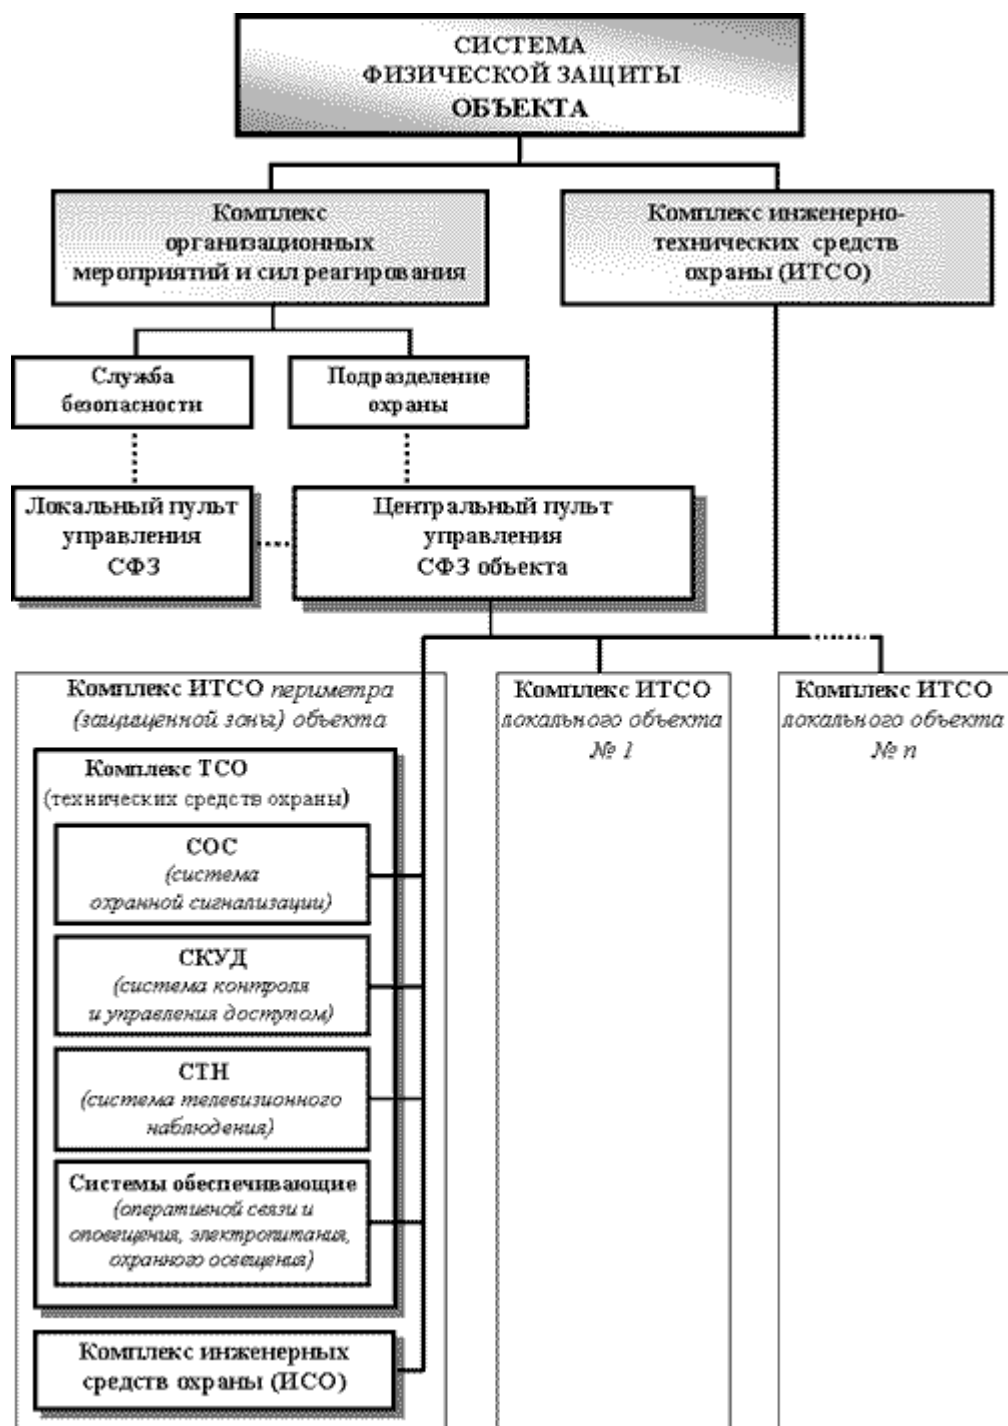 СИСТЕМА
ФИЗИЧЕСКОЙ ЗАЩИТЫ
ОБЪЕКТА
Комплекс
организационных
мероприятий и сил реагирования
Комплекс инженерно-
технических средств
охраны (ИТСО)
Служба
безопасности
Подразделение
охраны
Локальный пульт
управления
СФЗ
Центральный пульт
управления
СФЗ объекта
Комплекс ИТСО периметра
(защищенной зоны) объекта
Комплекс ТСО
(технических средств охраны)
СОС
(система
охранной сигнализации)
СКУД
(система контроля
и управления доступом)
СТН
(система телевизионного
наблюдения)
Системы обеспечивающие
(оперативной связи и
оповещения, электропитания,
охранного освещения)
Комплекс инженерных
средств охраны (ИСО)
Комплекс ИТСО
локального объекта
№ 1
Комплекс ИТСО
локального объекта
№ n